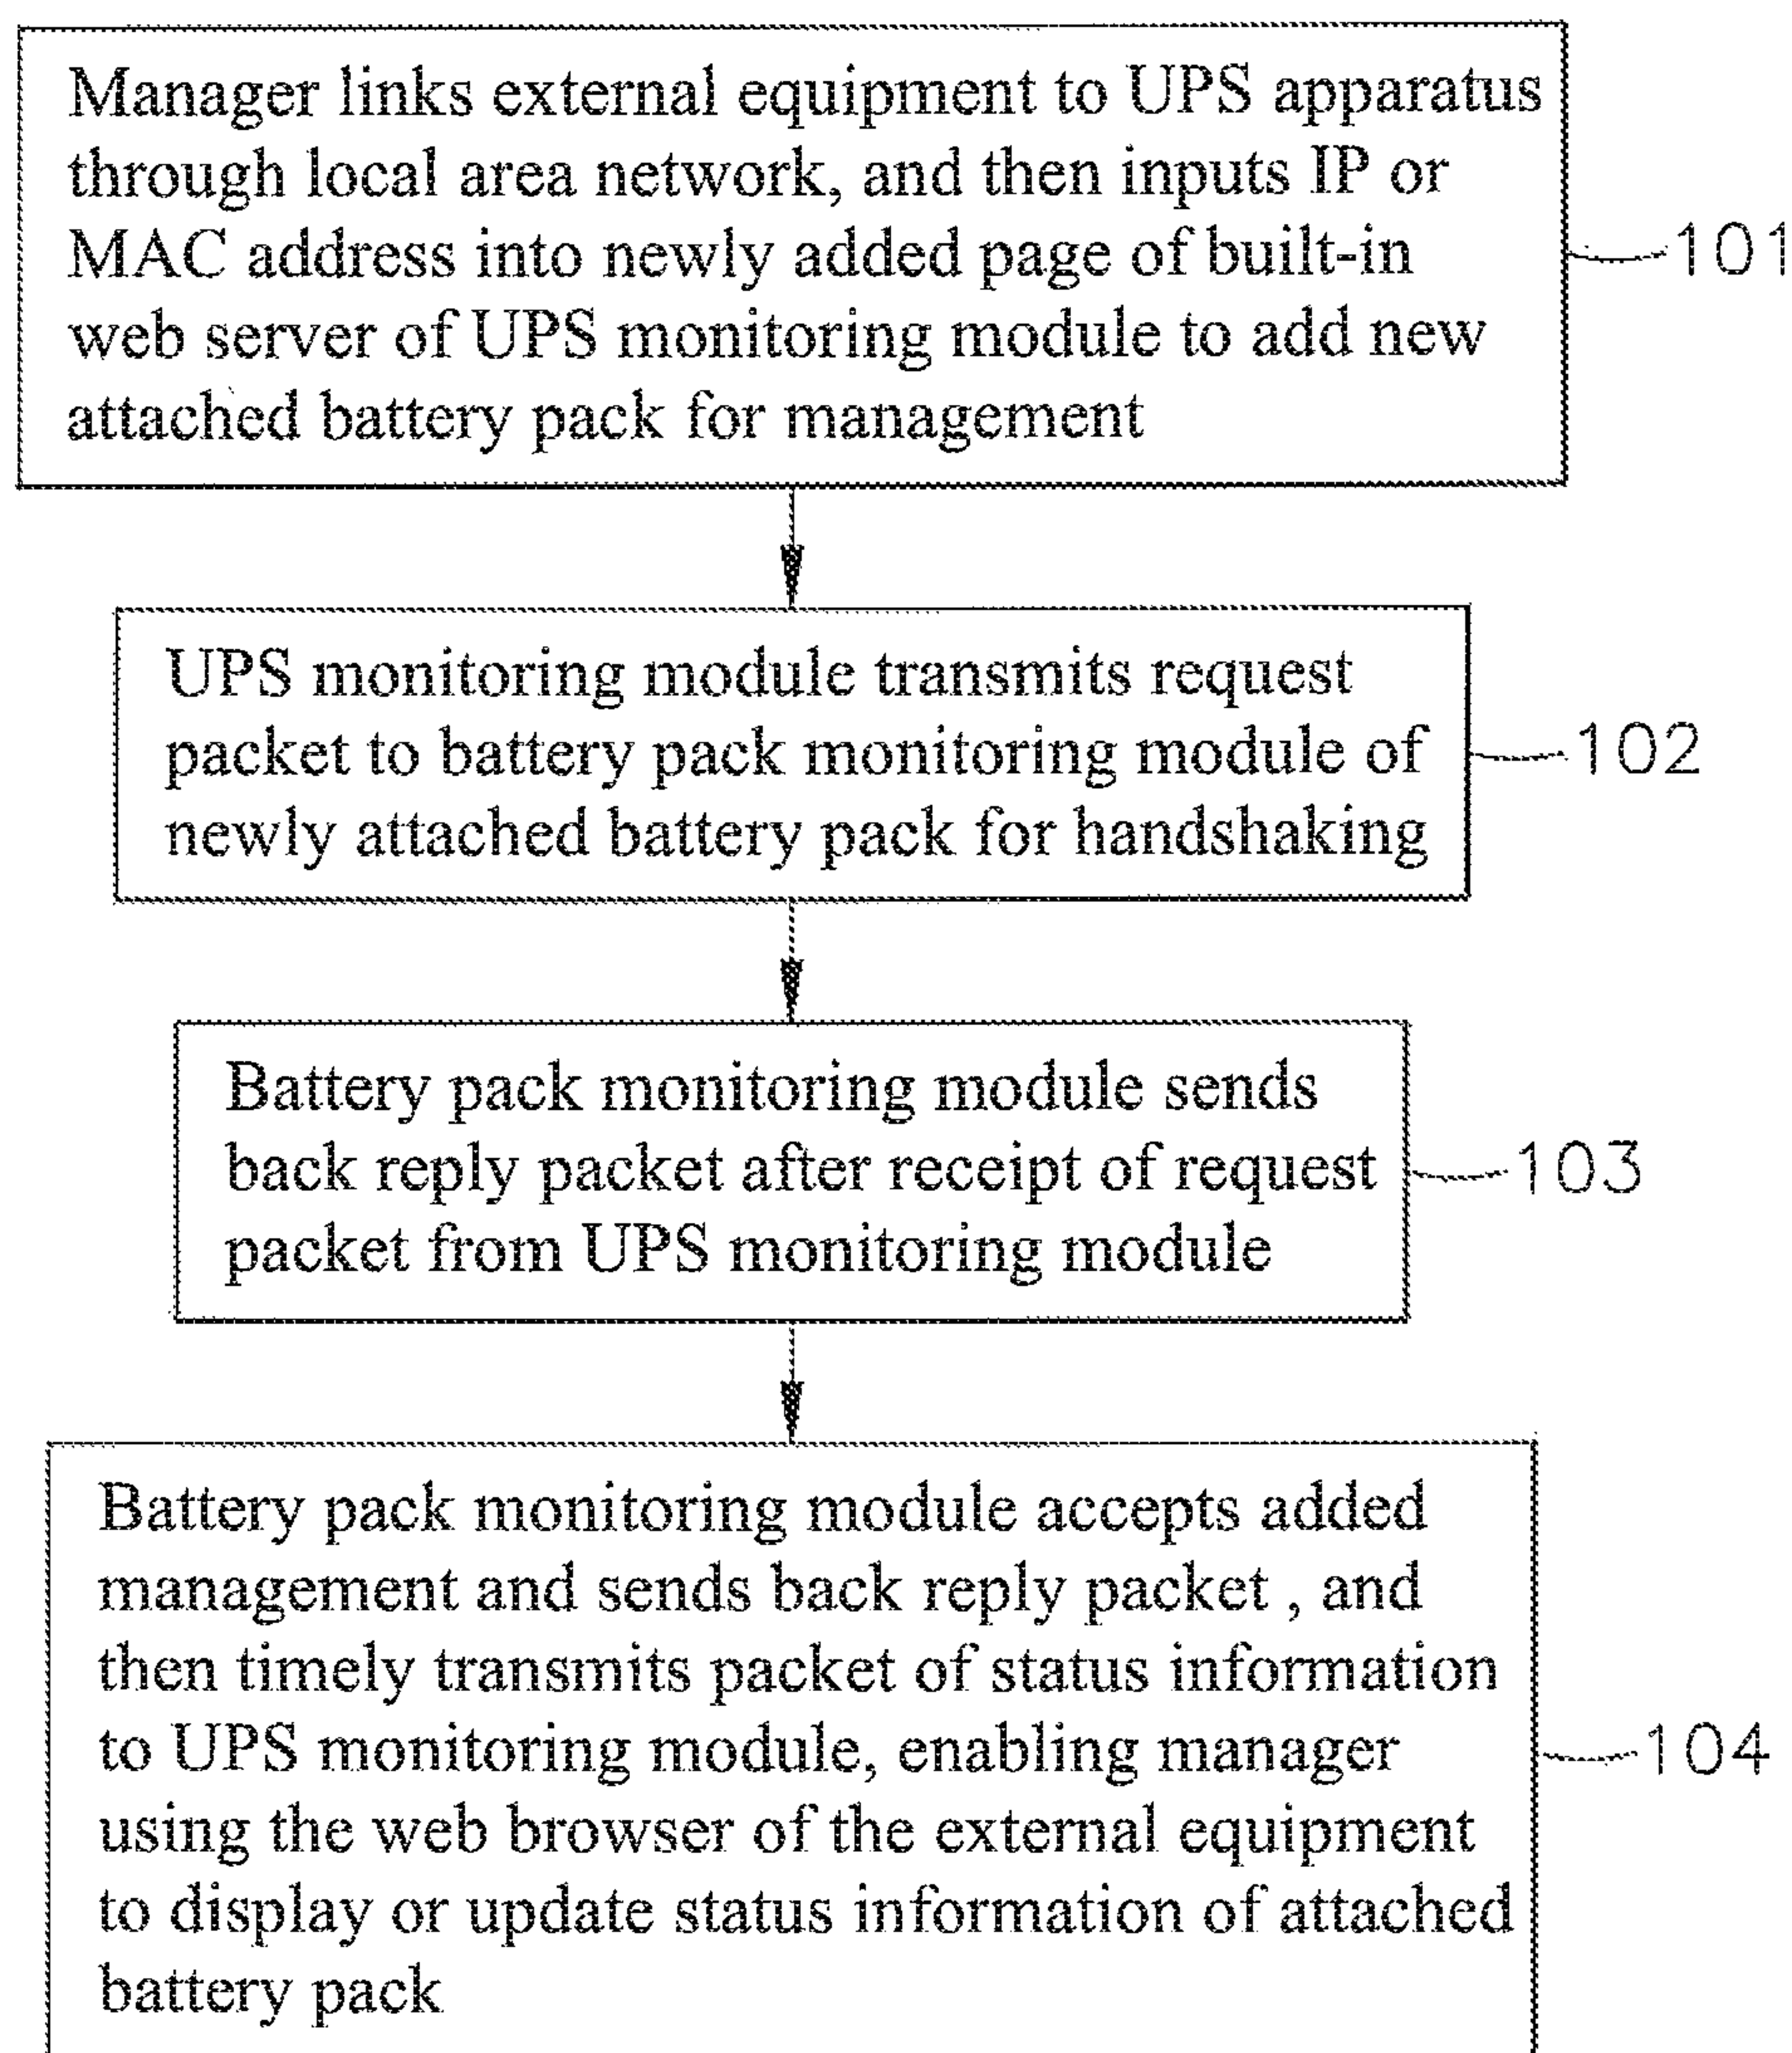 Manager links external equipment to UPS apparatus
through local area network, and then inputs IP or
MAC address into newly added page of built-in
web server of UPS monitoring module to add new
attached battery pack for management
101
UPS monitoring module transmits request
packet to battery pack monitoring module of
newly attached battery pack for handshaking
102
Battery pack monitoring module sends
back reply packet after receipt of request
packet from UPS monitoring module
103
Battery pack monitoring module accepts added
management and sends back reply packet , and
then timely transmits packet of status information
to UPS monitoring module, enabling manager
using the web browser of the external equipment
to display or update status information of attached
battery pack
104